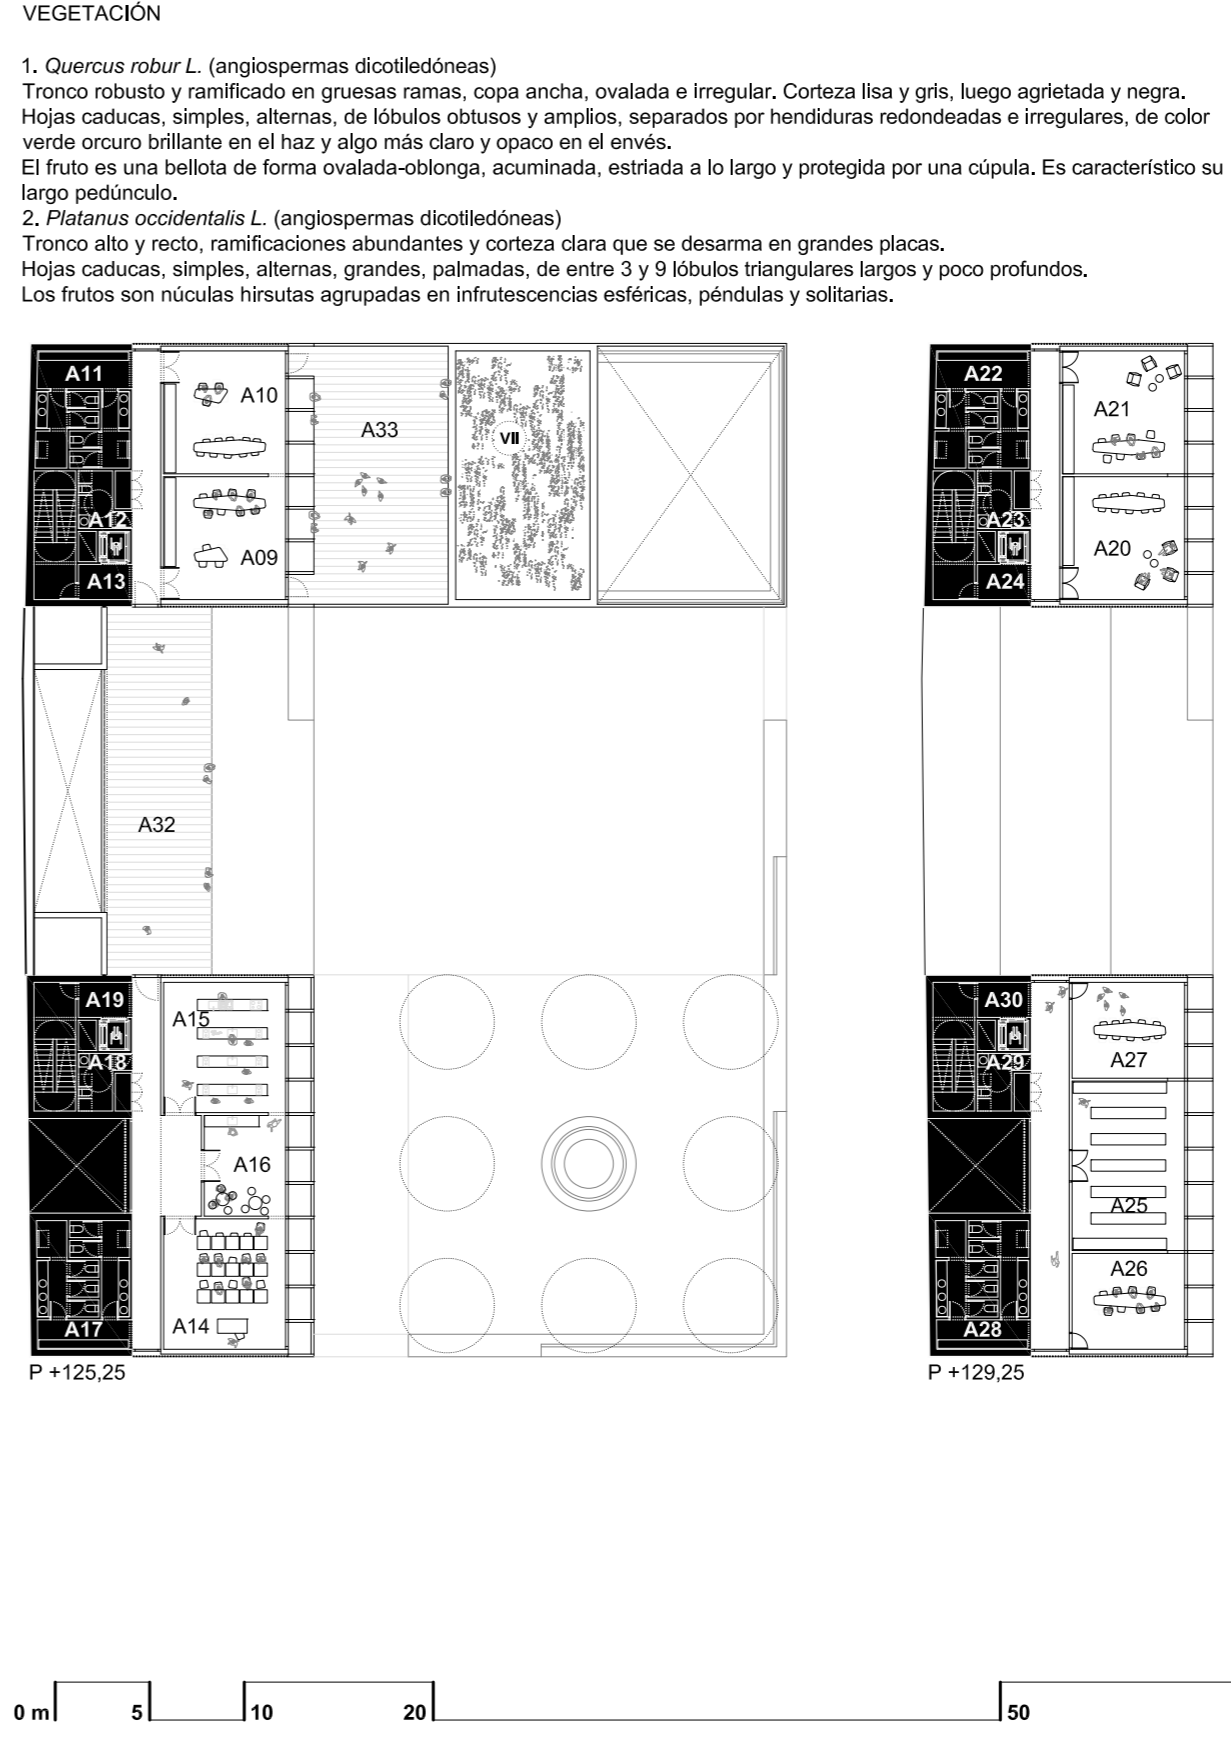 VEGETACIÓN
1. Quercus robur L. (angiospermas dicotiledóneas)
Tronco robusto y ramificado en gruesas ramas, copa ancha, ovalada e irregular. Corteza lisa y gris, luego agrietada y negra.
Hojas caducas, simples, alternas, de lóbulos obtusos y amplios, separados por hendiduras redondeadas e irregulares, de color
verde orcuro brillante en el haz y algo más claro y opaco en el envés.
El fruto es una bellota de forma ovalada-oblonga, acuminada, estriada a lo largo y protegida por una cúpula. Es característico su
largo pedúnculo.
2. Platanus occidentalis L. (angiospermas dicotiledóneas)
Tronco alto y recto, ramificaciones abundantes y corteza clara que se desarma en grandes placas.
Hojas caducas, simples, alternas, grandes, palmadas, de entre 3 y 9 lóbulos triangulares largos y poco profundos.
Los frutos son núculas hirsutas agrupadas en infrutescencias esféricas, péndulas y solitarias.
A11
A10
A33
VII
A12
A09
A13
A32
A19
A15
A18
A16
A17
A14
P +125,25
A22
A21
A23
A20
A24
A30
A29
A27
A25
A26
A28
P +129,25
0 m 5 10 20 50